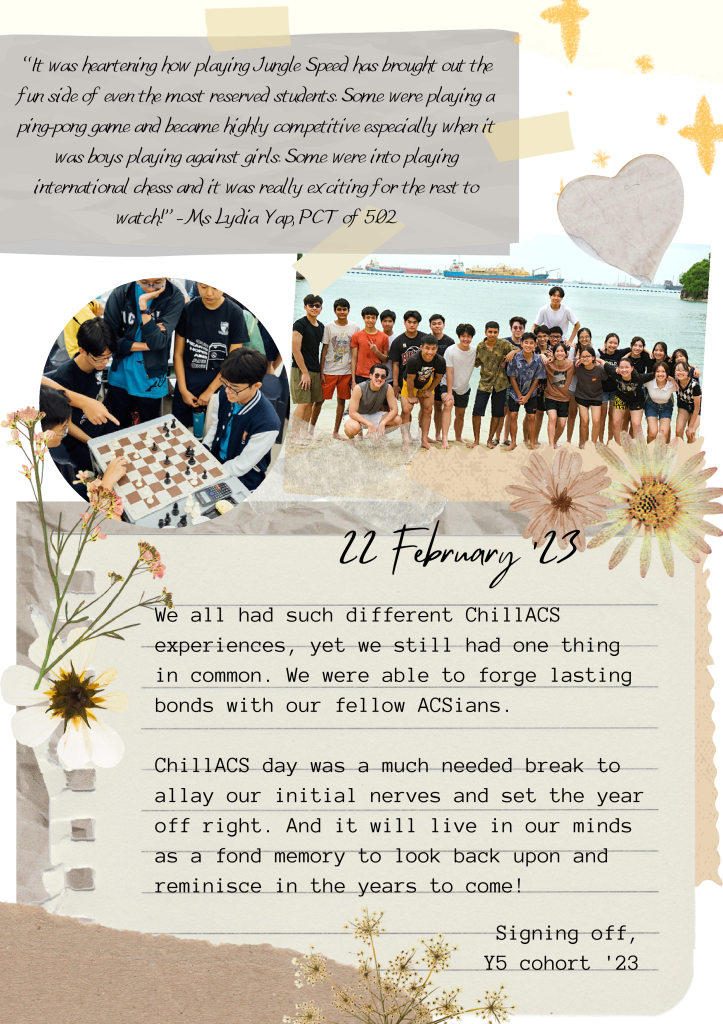 “It was heartening how playing Jungle Speed has brought out the
fun side of even the most reserved students. Some were playing a
ping-pong game and became highly competitive especially when it
was boys playing against girls. Some were into playing
international chess and it was really exciting for the rest to
watch!” - Ms Lydia Yap, PCT of 502
22 February '23
We all had such different ChillACS
experiences, yet we still had one thing
in common. We were able to forge lasting
bonds with our fellow ACSians.
ChillACS day was a much needed break to
allay our initial nerves and set the year
off right. And it will live in our minds
as a fond memory to look back upon and
reminisce in the years to come!
Signing off,
Y5 cohort '23